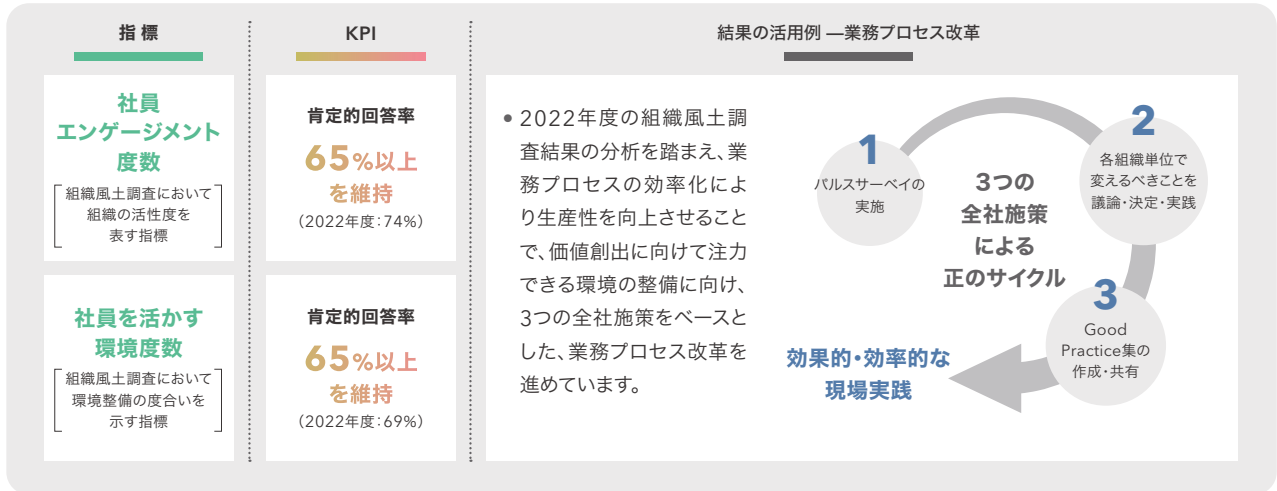 指標
KPI
結果の活用例 ―業務プロセス改革
社員
エンゲージメント
度数
組織風土調査において
組織の活性度を
表す指標
肯定的回答率
65%以上
を維持
（2022年度：74%）
社員を活かす
環境度数
組織風土調査において
環境整備の度合いを
示す指標
肯定的回答率
65%以上
を維持
（2022年度：69%）
• 2022年度の組織風土調
査結果の分析を踏まえ、業
務プロセスの効率化によ
り生産性を向上させること
で、価値創出に向けて注力
できる環境の整備に向け、
3つの全社施策をベースと
した、業務プロセス改革を
進めています。
1
パルスサーベイの
実施
2
各組織単位で
変えるべきことを
議論・決定・実践
3つの
全社施策
による
正のサイクル
3
Good
Practice集の
作成・共有
効果的・効率的な
現場実践